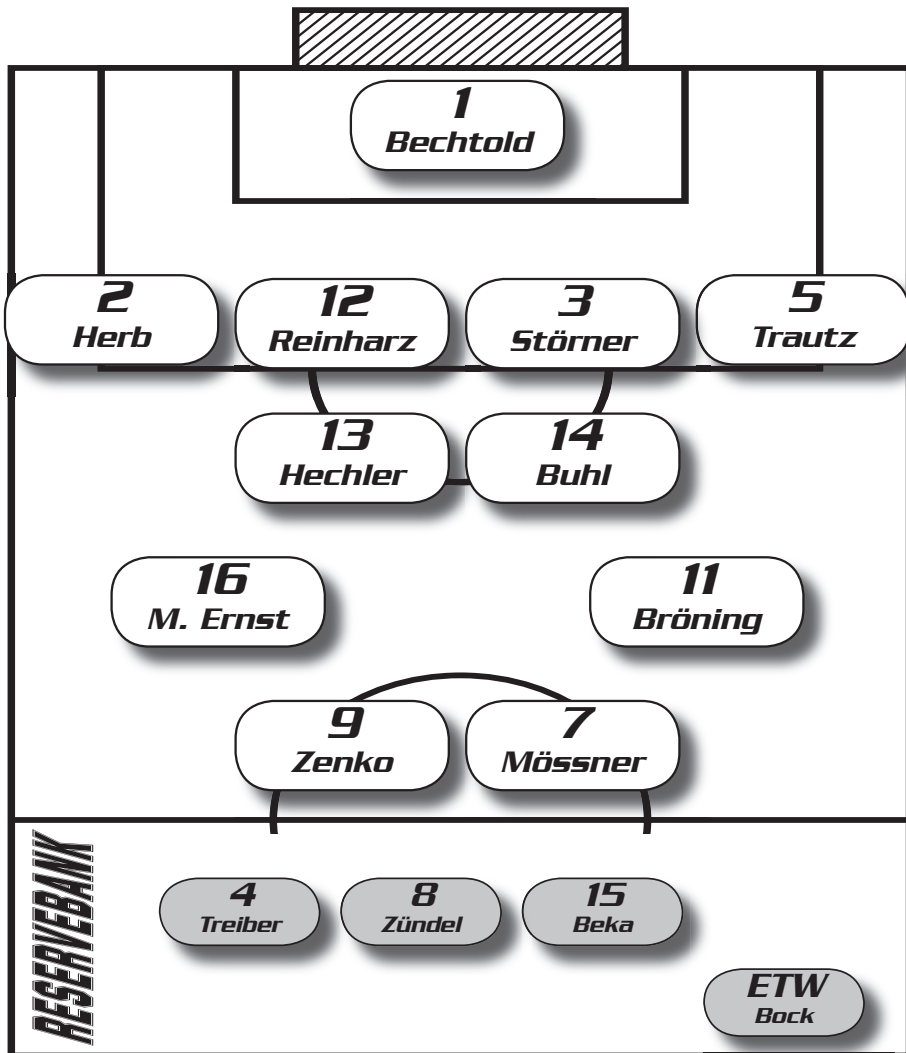 1
Bechtold
2
Herb
12
Reinharz
3
Störner
5
Trautz
13
Hechler
14
Buhl
16
M. Ernst
11
Bröning
9
Zenko
7
Mössner
RESERVEBANK
4
Treiber
8
Zündel
15
Beka
ETW
Bock